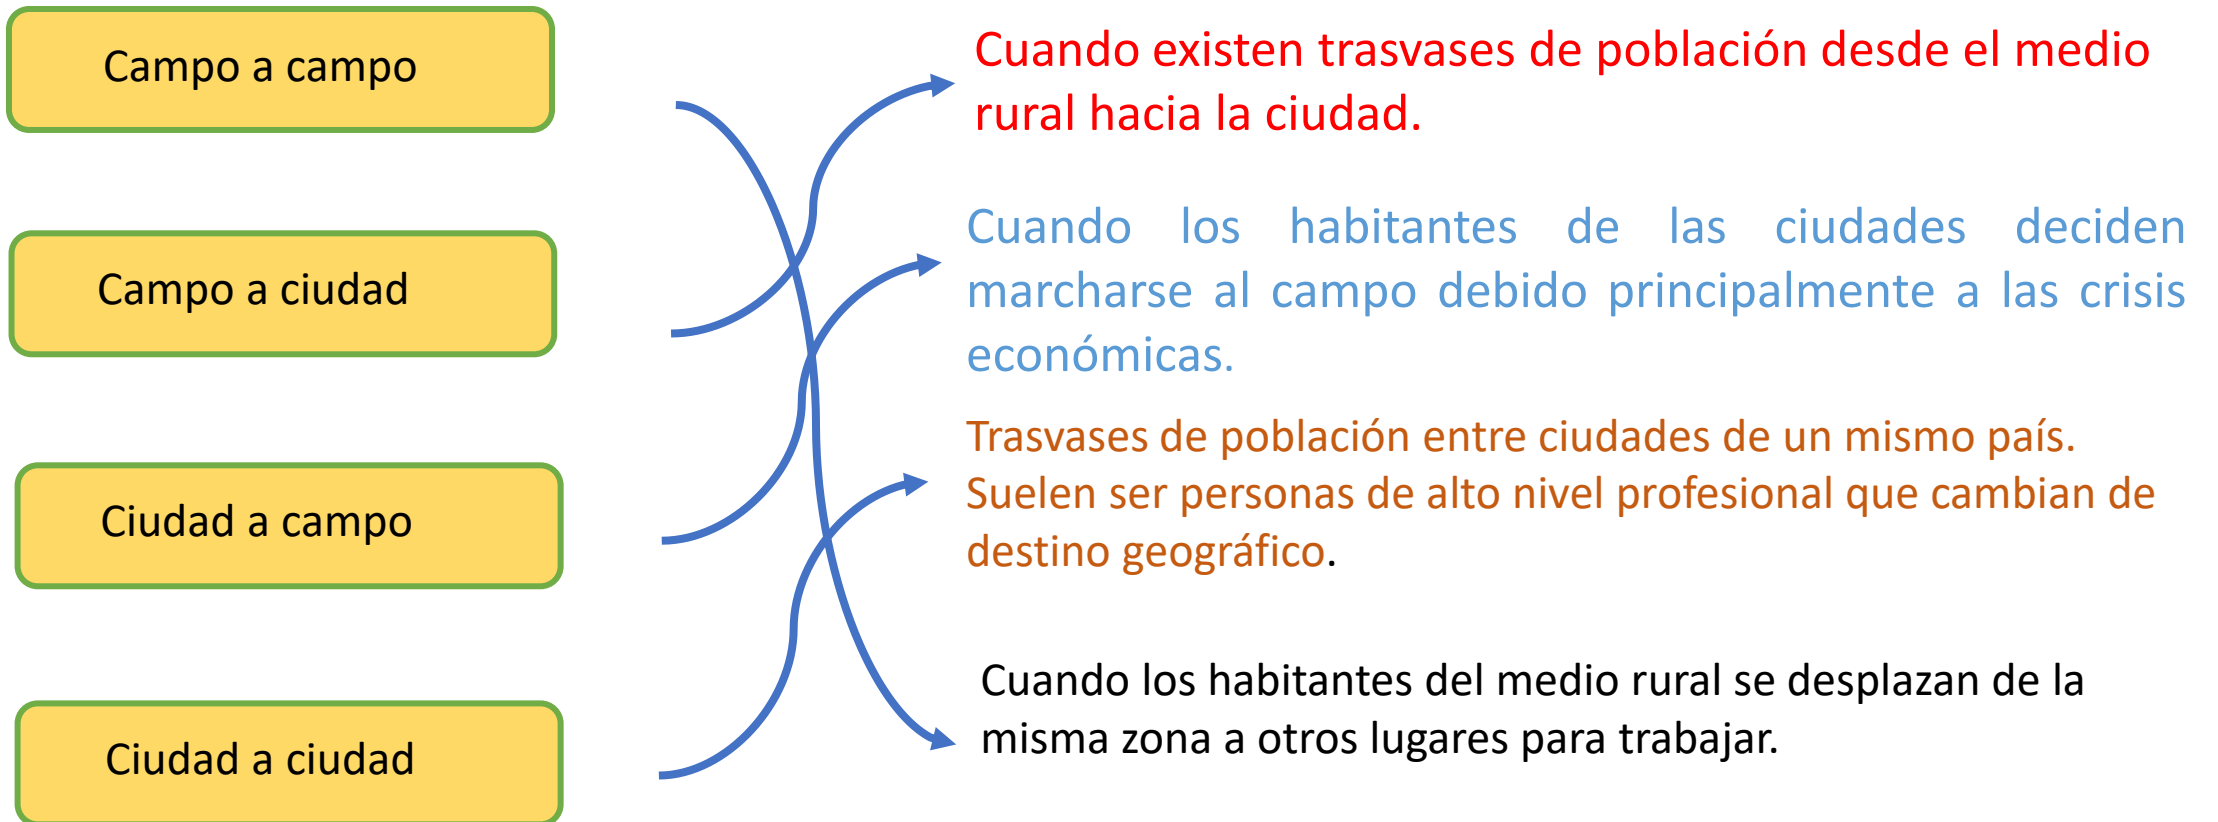 Campo a campo
Campo a ciudad
Ciudad a campo
Ciudad a ciudad
Cuando existen trasvases de población desde el medio
rural hacia la ciudad.
Cuando los habitantes de las ciudades deciden
marcharse al campo debido principalmente a las crisis
económicas.
Trasvases de población entre ciudades de un mismo país.
Suelen ser personas de alto nivel profesional que cambian de
destino geográfico.
Cuando los habitantes del medio rural se desplazan de la
misma zona a otros lugares para trabajar.